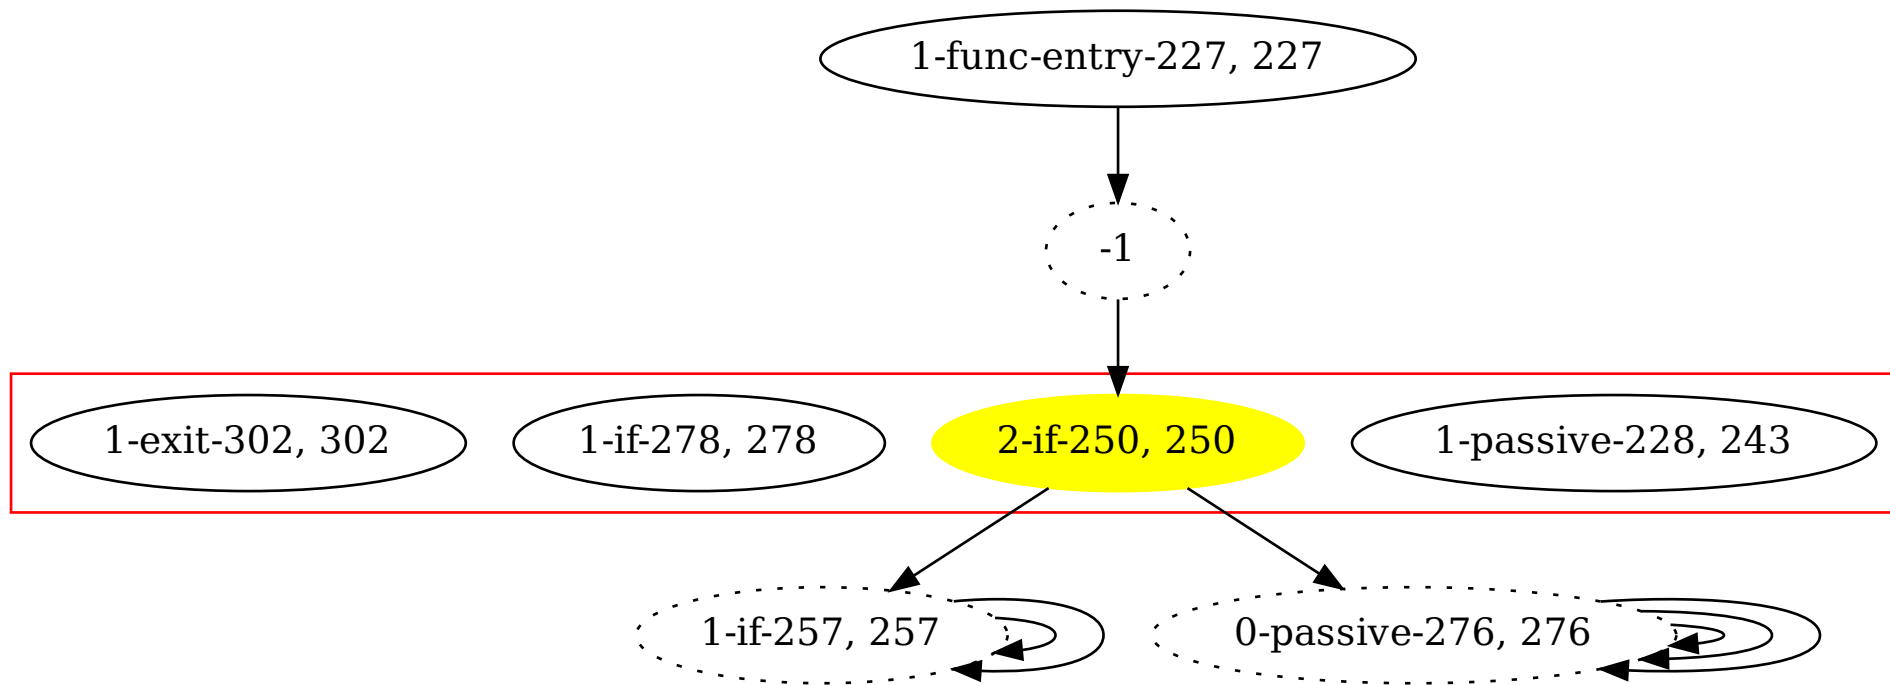 1-func-entry-227, 227
-1
1-exit-302, 302
1-if-278, 278
2-if-250, 250
1-passive-228, 243
1-if-257, 257
0-passive-276, 276